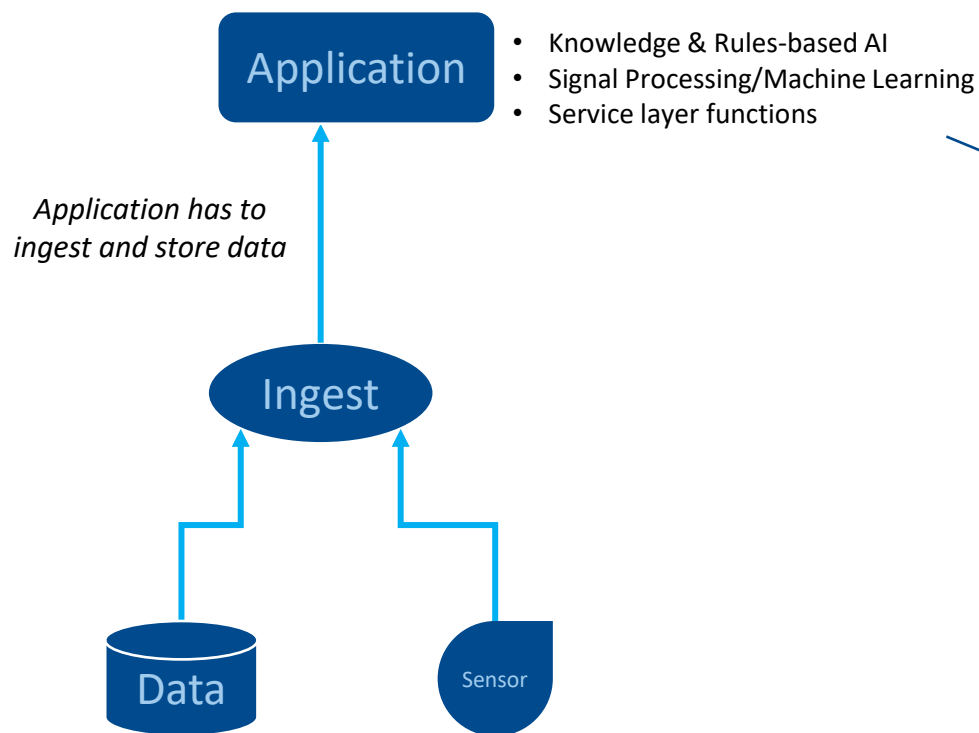 Application
• Knowledge & Rules-based AI
• Signal Processing/Machine Learning
• Service layer functions
Application has to
ingest and store data
Ingest
Data
Sensor